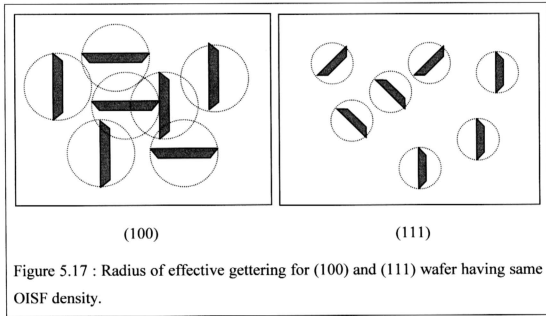 (100)
(111)
Figure 5.17 : Radius of effective gettering for (100) and (111) wafer having same
OISF density.